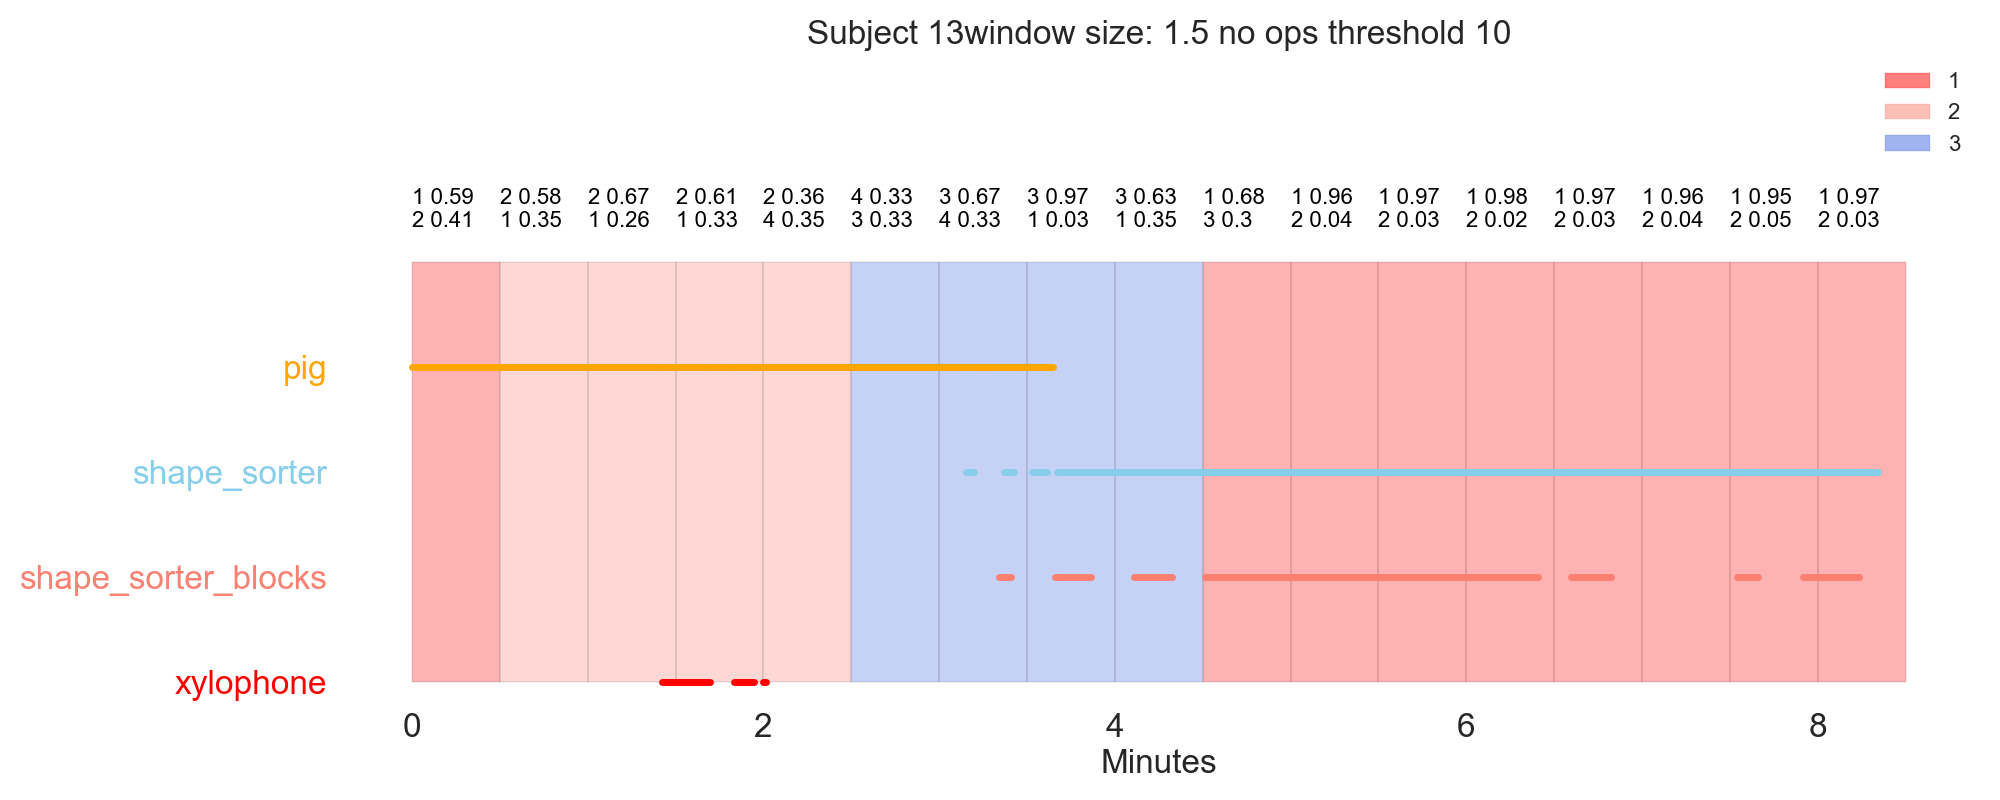 Subject 13window size: 1.5 no ops threshold 10
1
2
3
1 0.59 2 0.58 2 0.67 2 0.61 2 0.36 4 0.33 3 0.67 3 0.97 3 0.63 1 0.68 1 0.96 1 0.97 1 0.98 1 0.97 1 0.96 1 0.95 1 0.97
2 0.41 1 0.35 1 0.26 1 0.33 4 0.35 3 0.33 4 0.33 1 0.03 1 0.35 3 0.3 2 0.04 2 0.03 2 0.02 2 0.03 2 0.04 2 0.05 2 0.03
pig
shape_sorter
shape_sorter_blocks
xylophone
0 2 4 6 8
Minutes